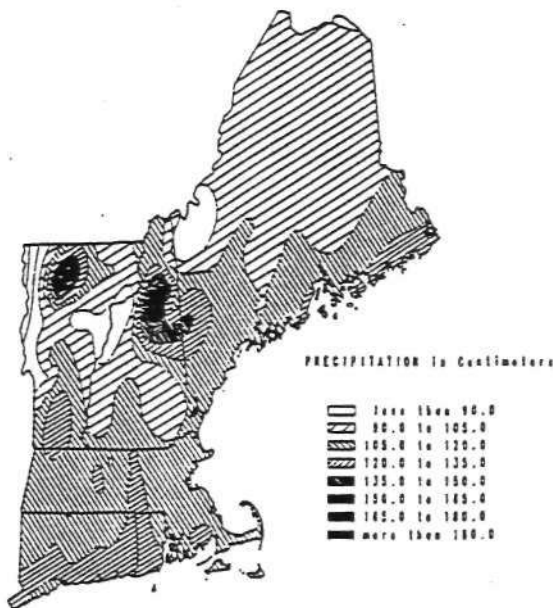 PRECIPITATION in Centimeters
less then 90.0
90.0 to 105.0
105.0 to 120.0
120.0 to 135.0
135.0 to 150.0
150.0 to 165.0
165.0 to 180.0
more then 180.0